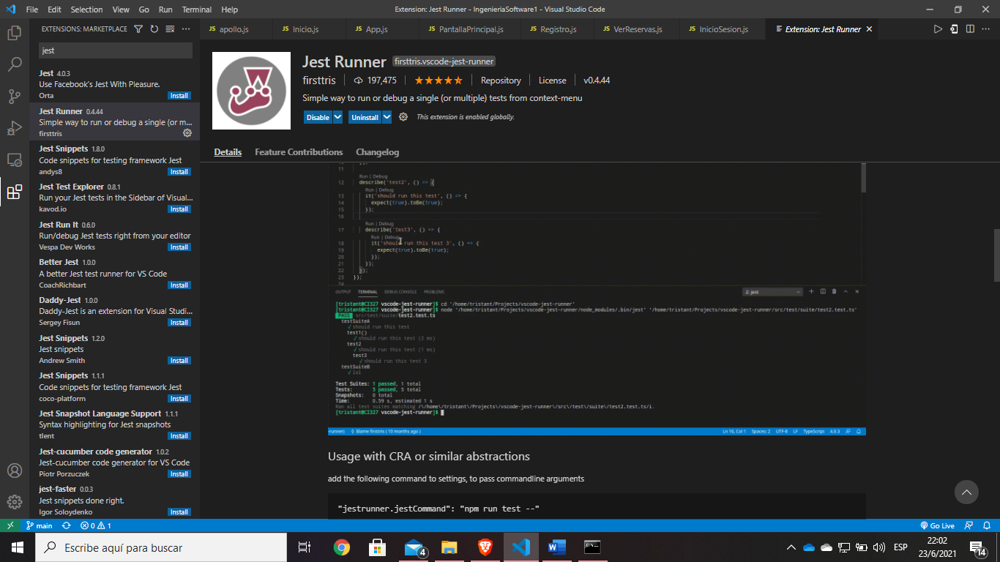 File Edit Selection View Go Run Terminal Help
Extension: Jest Runner - IngenieriaSoftware1 - Visual Studio Code
EXTENSIONS: MARKETPLACE
jest
Jest 4.0.3
Use Facebook's Jest With Pleasure.
Orta Install
Jest Runner 0.4.44
Simple way to run or debug a single (or m...
firsttris
Jest Snippets 1.8.0
Code snippets for testing framework Jest
andys8 Install
Jest Test Explorer 0.8.1
Run your Jest tests in the Sidebar of Visual...
kavod.io Install
Jest Run It 0.6.0
Run/debug Jest tests right from your editor
Vespa Dev Works Install
Better Jest 1.0.0
A better Jest test runner for VS Code
CoachRichbart Install
Daddy-Jest 1.0.0
Daddy-Jest is an extension for Visual Studi...
Sergey Fisun Install
Jest Snippets 1.2.0
Jest snippets
Andrew Smith Install
Jest Snippets 1.1.1
Code snippets for testing framework Jest
coco-platform Install
Jest Snapshot Language Support 1.1.1
Syntax highlighting for Jest snapshots
tlent Install
Jest-cucumber code generator 1.0.2
Jest-cucumber code generator for VS Code
Piotr Porzuczek Install
jest-faster 0.0.3
Jest snippets done right.
Igor Soloydenko Install
JS apollo.js JS Inicio.js JS App.js JS PantallaPrincipal.js JS Registro.js JS VerReservas.js JS InicioSesion.js Extension: Jest Runner
Jest Runner firsttris.vscode-jest-runner
firsttris 197,475 Repository License v0.4.44
Simple way to run or debug a single (or multiple) tests from context-menu
Disable Uninstall This extension is enabled globally.
Details Feature Contributions Changelog
11
Run | Debug
12 describe('test2', () => {
Run | Debug
13 it('should run this test', () => {
14 expect(true).toBe(true);
15 });
16
Run | Debug
17 describe('test3', () => {
Run | Debug
18 it('should run this test 3', () => {
19 expect(true).toBe(true);
20 });
21 });
22 });
23 });
24
OUTPUT TERMINAL DEBUG CONSOLE PROBLEMS 2: jest
[tristant@CI327 vscode-jest-runner]$ cd '/home/tristant/Projects/vscode-jest-runner'
[tristant@CI327 vscode-jest-runner]$ node '/home/tristant/Projects/vscode-jest-runner/node_modules/.bin/jest' '/home/tristant/Projects/vscode-jest-runner/src/test/suite/test2.test.ts'
PASS src/test/suite/test2.test.ts
testSuiteA
√ should run this test
test1()
√ should run this test (2 ms)
test2
√ should run this test (1 ms)
test3
√ should run this test 3
testSuiteB
√ lol
Test Suites: 1 passed, 1 total
Tests: 5 passed, 5 total
Snapshots: 0 total
Time: 0.59 s, estimated 1 s
Ran all test suites matching /\/home\/tristant\/Projects\/vscode-jest-runner\/src\/test\/suite\/test2.test.ts/i.
[tristant@CI327 vscode-jest-runner]$
-runner) Blame firsttris ( 10 months ago ) Ln 16, Col 1 Spaces: 2 UTF-8 LF TypeScript 4.0.3
Usage with CRA or similar abstractions
add the following command to settings, to pass commandline arguments
"jestrunner.jestCommand": "npm run test --"
main 0 1 Go Live
Escribe aquí para buscar 4 ESP 22:02
23/6/2021 14